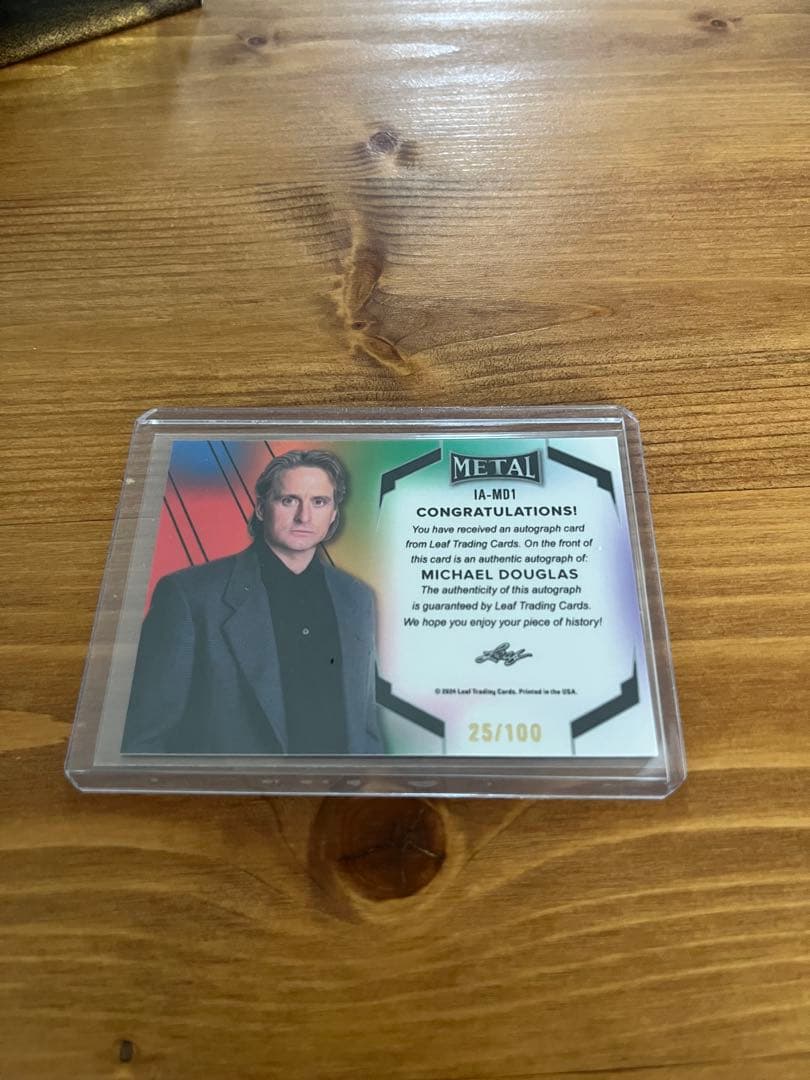 METAL
IA-MD1
CONGRATULATIONS!
You have received an autograph card
from Leaf Trading Cards. On the front of
this card is an authentic autograph of:
MICHAEL DOUGLAS
The authenticity of this autograph
is guaranteed by Leaf Trading Cards.
We hope you enjoy your piece of history!
Leaf
© 2024 Leaf Trading Cards. Printed in the USA.
25/100